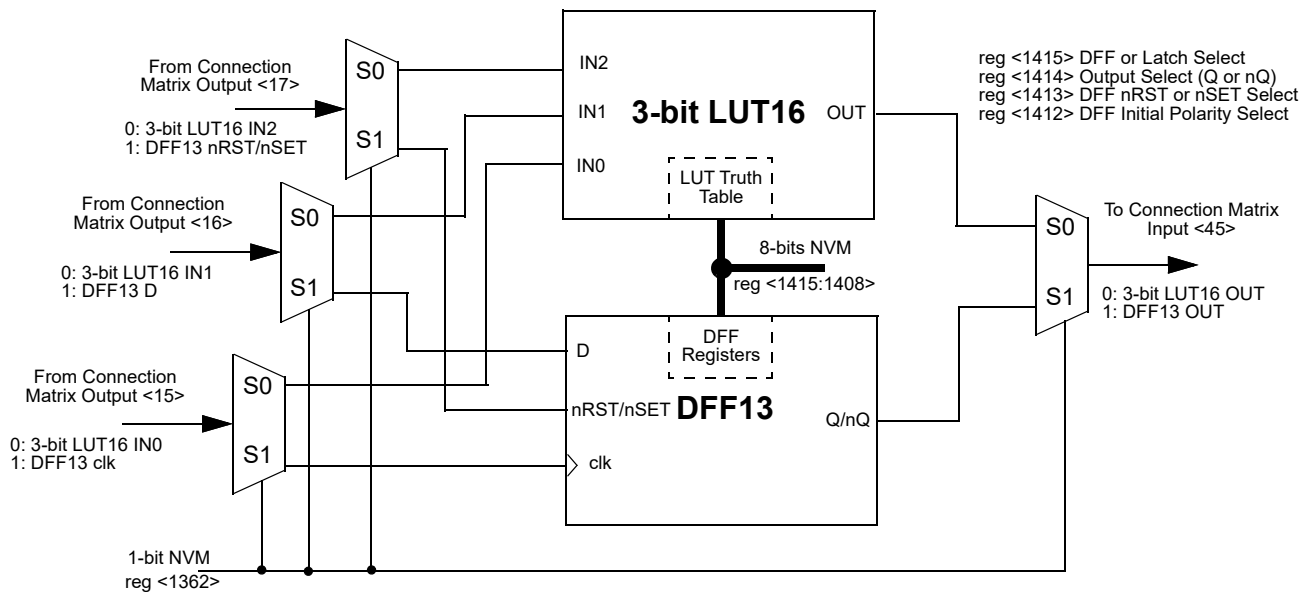 From Connection
Matrix Output <17>
0: 3-bit LUT16 IN2
1: DFF13 nRST/nSET
S0
S1
From Connection
Matrix Output <16>
0: 3-bit LUT16 IN1
1: DFF13 D
S0
S1
From Connection
Matrix Output <15>
0: 3-bit LUT16 IN0
1: DFF13 clk
S0
S1
1-bit NVM
reg <1362>
IN2
IN1
IN0
3-bit LUT16
OUT
LUT Truth
Table
8-bits NVM
reg <1415:1408>
DFF
Registers
D
nRST/nSET
DFF13
clk
Q/nQ
reg <1415> DFF or Latch Select
reg <1414> Output Select (Q or nQ)
reg <1413> DFF nRST or nSET Select
reg <1412> DFF Initial Polarity Select
S0
S1
To Connection Matrix
Input <45>
0: 3-bit LUT16 OUT
1: DFF13 OUT